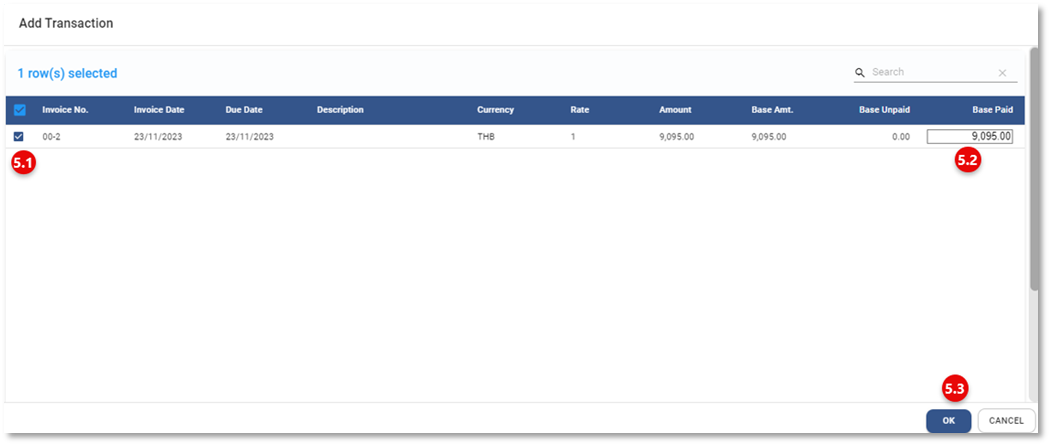 Add Transaction
1 row(s) selected
Search
Invoice No. Invoice Date Due Date Description Currency Rate Amount Base Amt. Base Unpaid Base Paid
00-2 23/11/2023 23/11/2023 THB 1 9,095.00 9,095.00 0.00 9,095.00
5.1 5.2
5.3
OK CANCEL